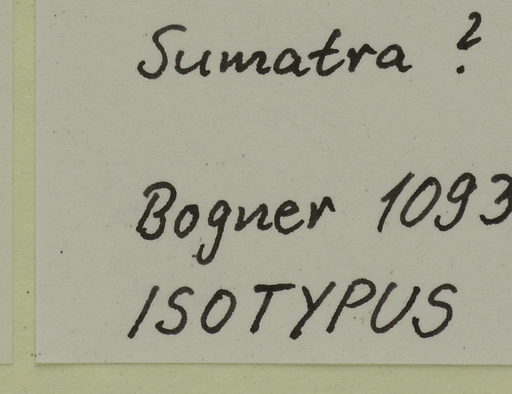 Sumatra ?
Bogner 1093
ISOTYPUS